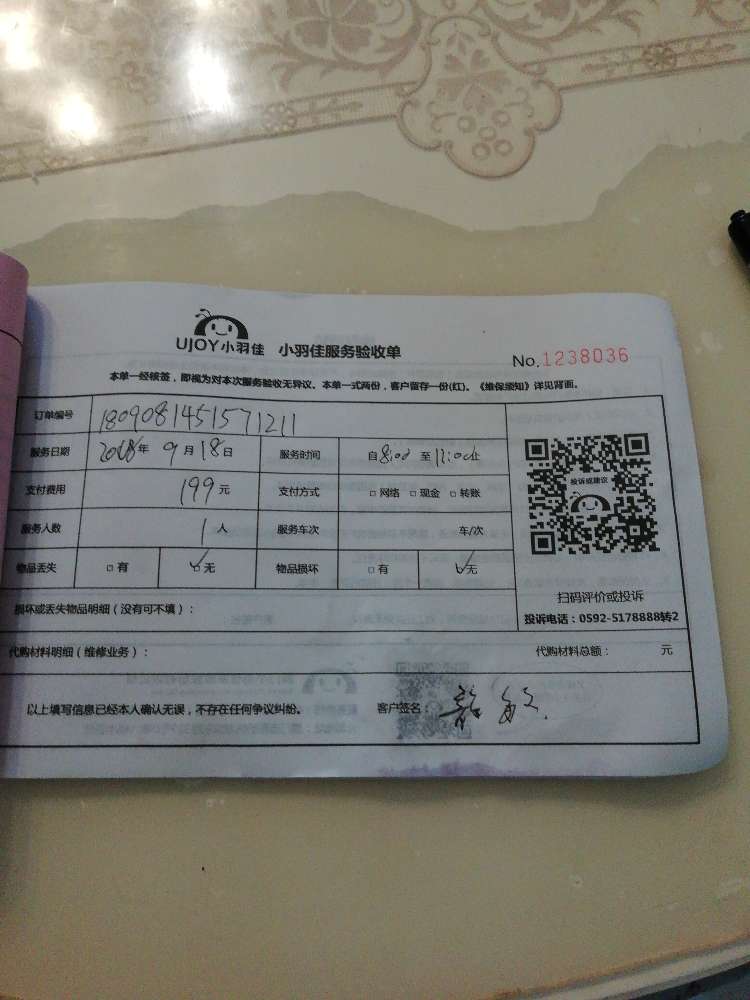 UJOY小羽佳 小羽佳服务验收单
No.1238036
本单一经核签，即视为对本次服务验收无异议。本单一式两份，客户留存一份(红)。《维保须知》详见背面。
订单编号 1809081451571211
服务日期 2018年 9月 18日 服务时间 自 8:00 至 11:00止
支付费用 199元 支付方式 □网络 □现金 □转账
服务人数 1人 服务车次 车/次
物品丢失 □有 ☑无 物品损坏 □有 ☑无
投诉或建议
扫码评价或投诉
投诉电话：0592-5178888转2
损坏或丢失物品明细（没有可不填）：
代购材料明细（维修业务）： 代购材料总额： 元
以上填写信息已经本人确认无误，不存在任何争议纠纷。 客户签名：